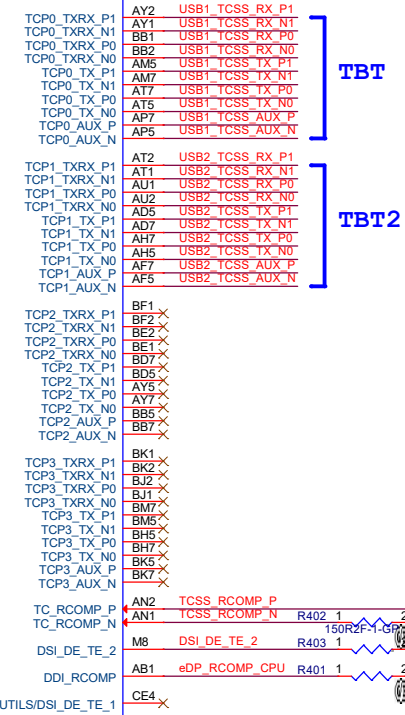 TCP0_TXRX_P1 AY2 USB1_TCSS_RX_P1
TCP0_TXRX_N1 AY1 USB1_TCSS_RX_N1
TCP0_TXRX_P0 BB1 USB1_TCSS_RX_P0
TCP0_TXRX_N0 BB2 USB1_TCSS_RX_N0
TCP0_TX_P1 AM5 USB1_TCSS_TX_P1
TCP0_TX_N1 AM7 USB1_TCSS_TX_N1
TCP0_TX_P0 AT7 USB1_TCSS_TX_P0
TCP0_TX_N0 AT5 USB1_TCSS_TX_N0
TCP0_AUX_P AP7 USB1_TCSS_AUX_P
TCP0_AUX_N AP5 USB1_TCSS_AUX_N
TBT
TCP1_TXRX_P1 AT2 USB2_TCSS_RX_P1
TCP1_TXRX_N1 AT1 USB2_TCSS_RX_N1
TCP1_TXRX_P0 AU1 USB2_TCSS_RX_P0
TCP1_TXRX_N0 AU2 USB2_TCSS_RX_N0
TCP1_TX_P1 AD5 USB2_TCSS_TX_P1
TCP1_TX_N1 AD7 USB2_TCSS_TX_N1
TCP1_TX_P0 AH7 USB2_TCSS_TX_P0
TCP1_TX_N0 AH5 USB2_TCSS_TX_N0
TCP1_AUX_P AF7 USB2_TCSS_AUX_P
TCP1_AUX_N AF5 USB2_TCSS_AUX_N
TBT2
TCP2_TXRX_P1 BF1
TCP2_TXRX_N1 BF2
TCP2_TXRX_P0 BE2
TCP2_TXRX_N0 BE1
TCP2_TX_P1 BD7
TCP2_TX_N1 BD5
TCP2_TX_P0 AY5
TCP2_TX_N0 AY7
TCP2_AUX_P BB5
TCP2_AUX_N BB7
TCP3_TXRX_P1 BK1
TCP3_TXRX_N1 BK2
TCP3_TXRX_P0 BJ2
TCP3_TXRX_N0 BJ1
TCP3_TX_P1 BM7
TCP3_TX_N1 BM5
TCP3_TX_P0 BH5
TCP3_TX_N0 BH7
TCP3_AUX_P BK5
TCP3_AUX_N BK7
TC_RCOMP_P AN2 TCSS_RCOMP_P
TC_RCOMP_N AN1 TCSS_RCOMP_N R402 1 2
150R2F-1-GP
DSI_DE_TE_2 M8 DSI_DE_TE_2 R403 1
DDI_RCOMP AB1 eDP_RCOMP_CPU R401 1 2
UTILS/DSI_DE_TE_1 CE4